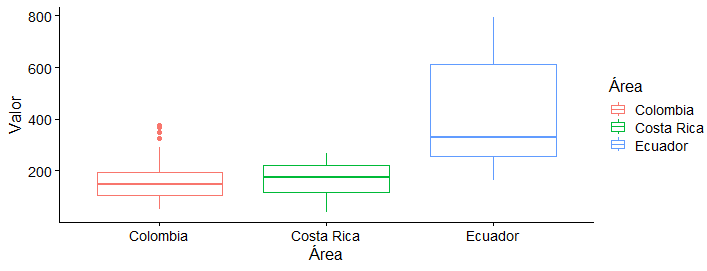 800
600
400
200
Valor
Colombia
Costa Rica
Ecuador
Área
Área
Colombia
Costa Rica
Ecuador